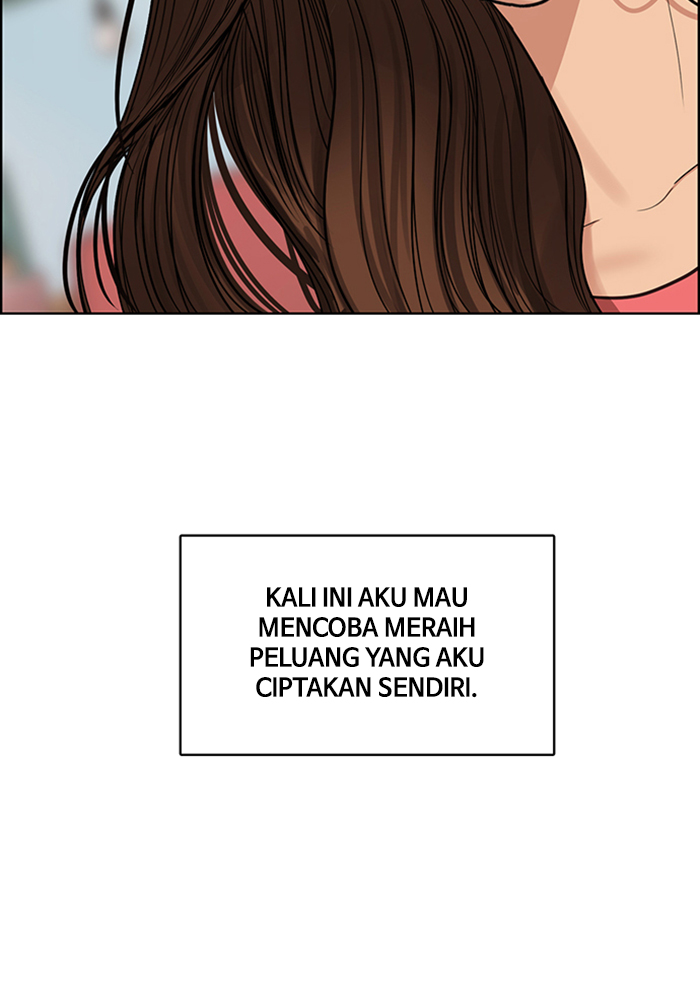 KALI INI AKU MAU
MENCOBA MERAIH
PELUANG YANG AKU
CIPTAKAN SENDIRI.